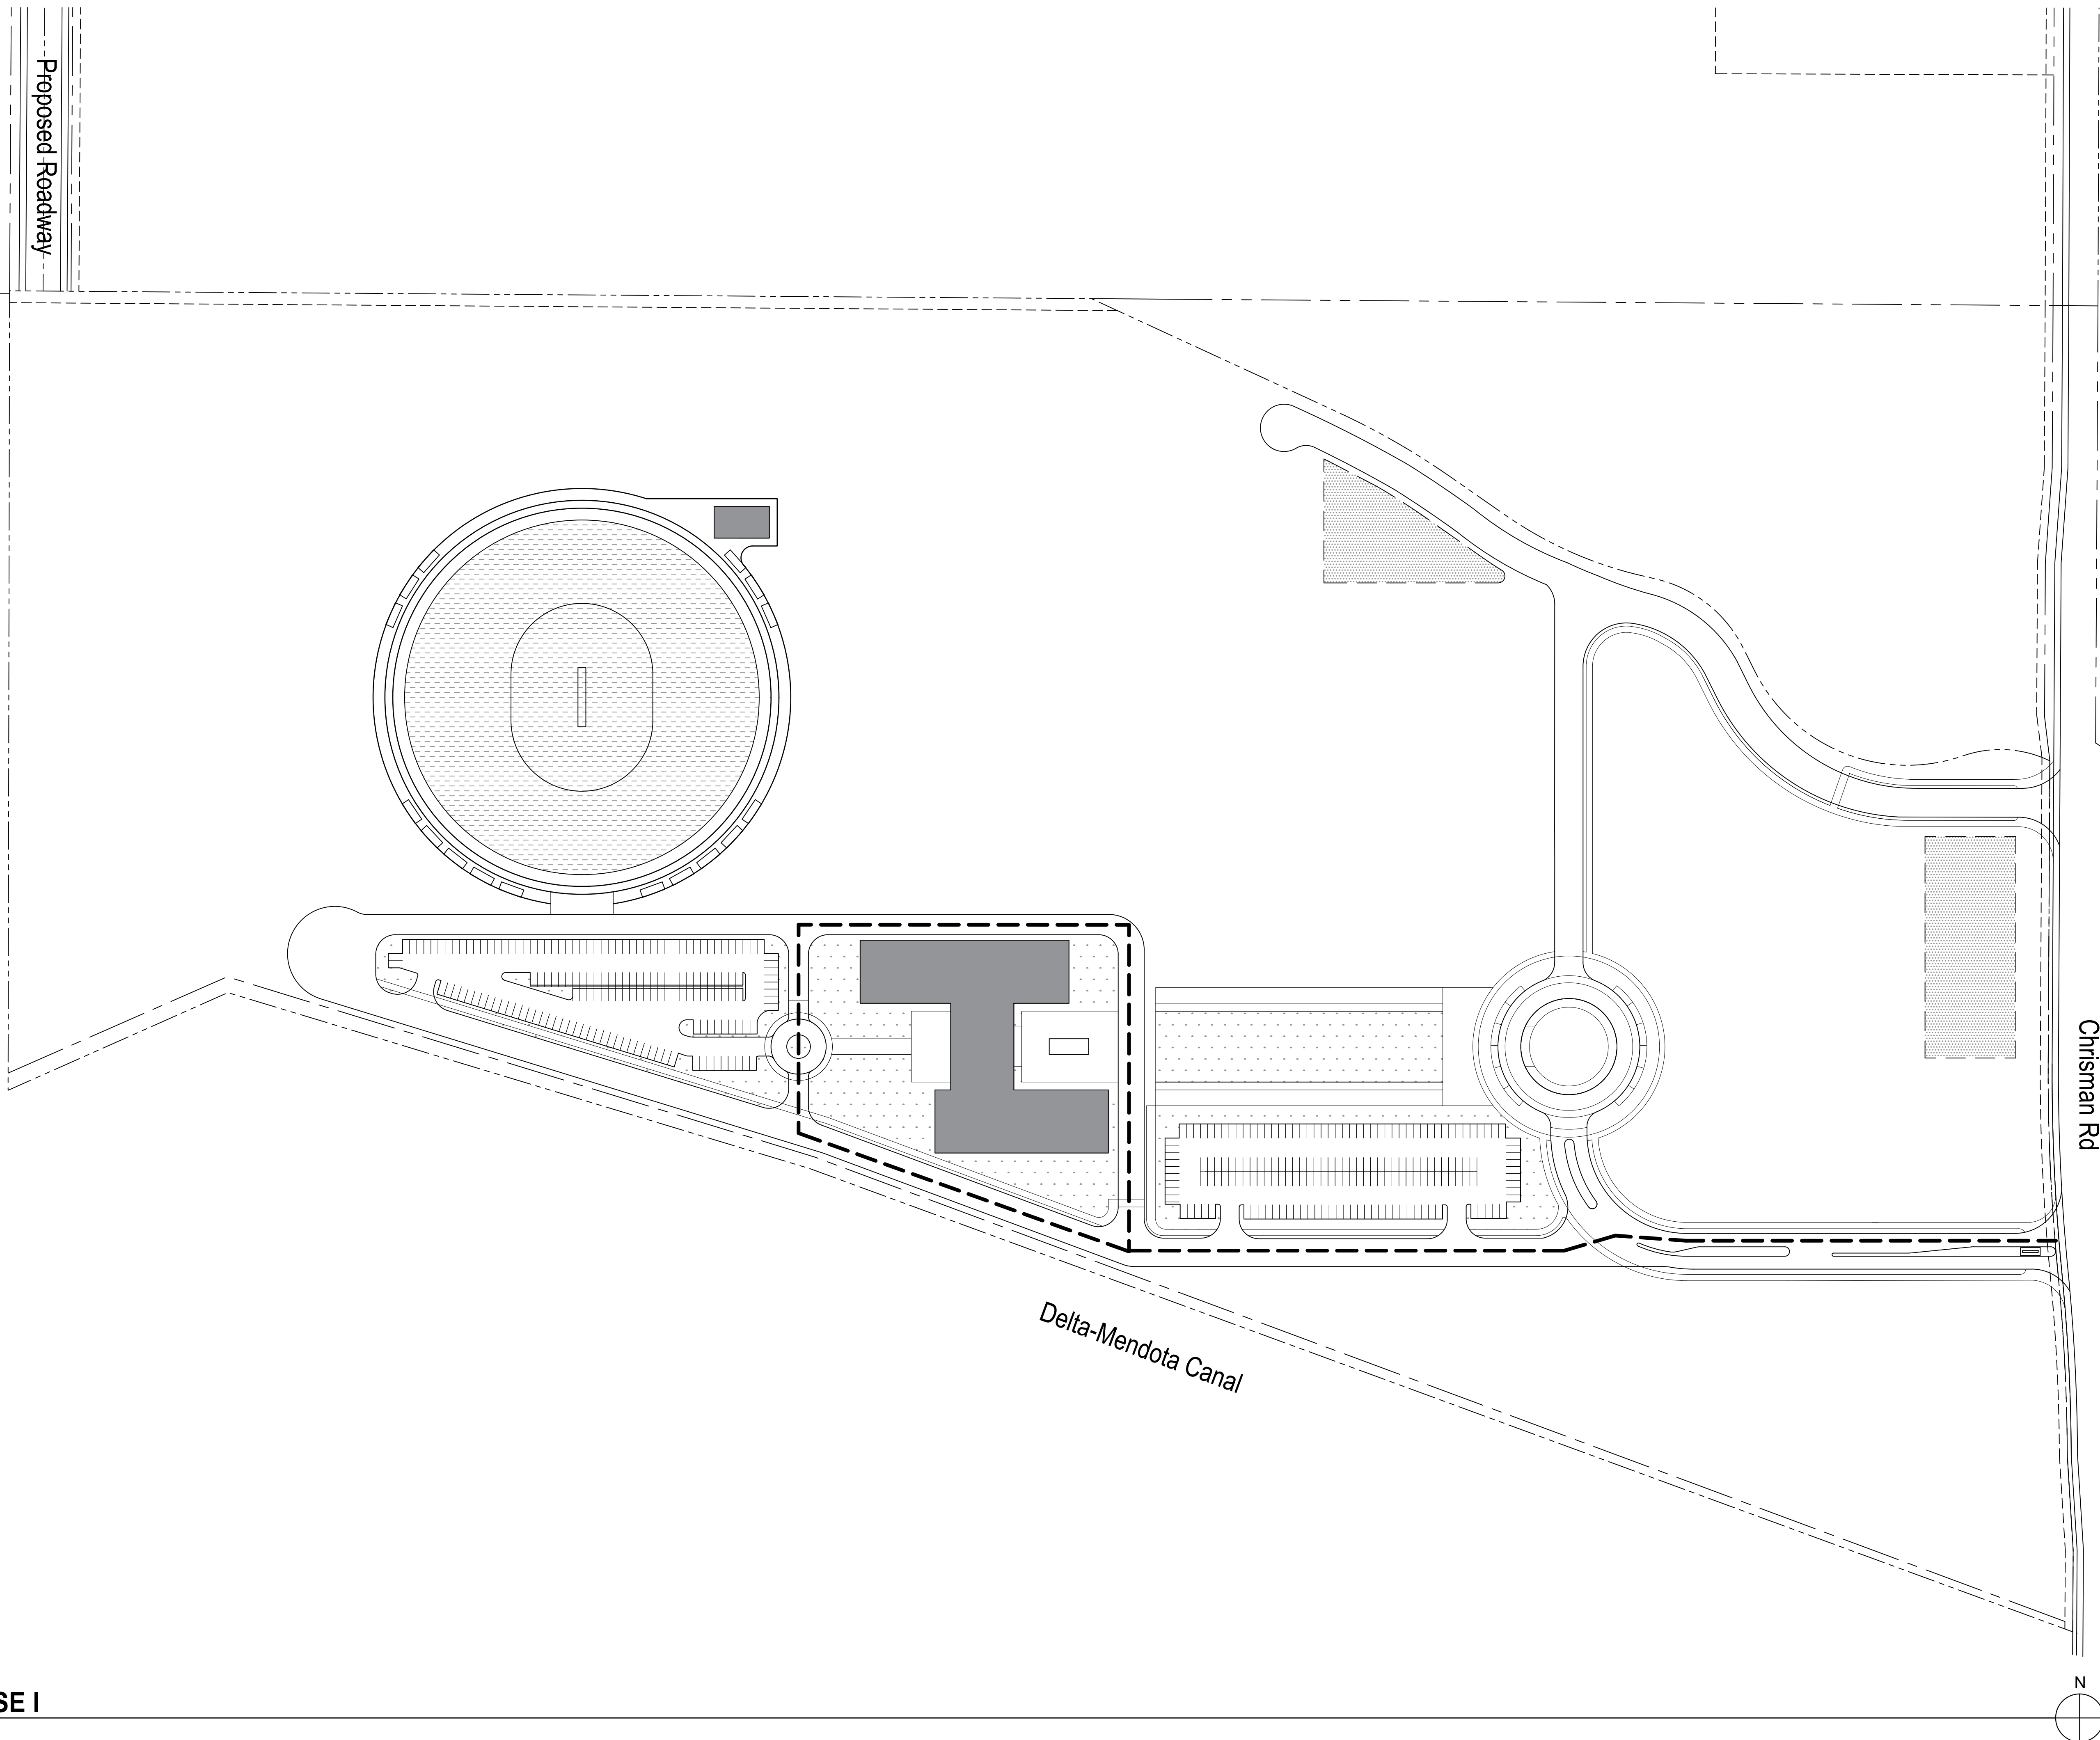 Proposed Roadway
Chrisman Rd
Delta-Mendota Canal
SE I
N